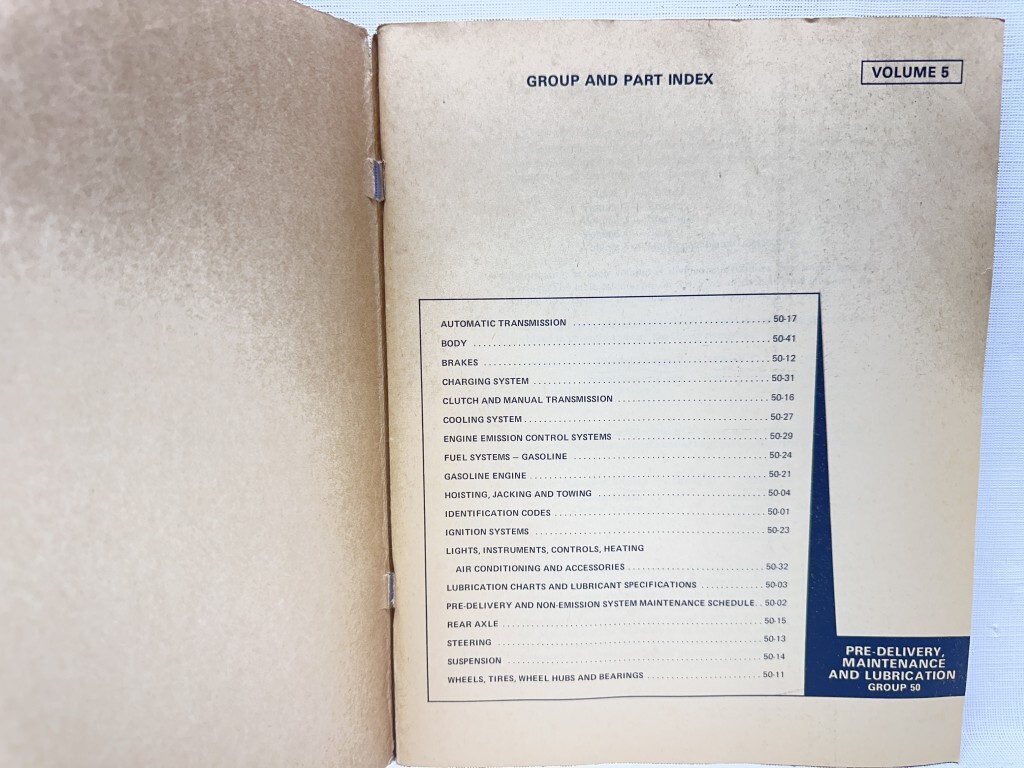 GROUP AND PART INDEX
VOLUME 5
AUTOMATIC TRANSMISSION 50-17
BODY 50-41
BRAKES 50-12
CHARGING SYSTEM 50-31
CLUTCH AND MANUAL TRANSMISSION 50-16
COOLING SYSTEM 50-27
ENGINE EMISSION CONTROL SYSTEMS 50-29
FUEL SYSTEMS – GASOLINE 50-24
GASOLINE ENGINE 50-21
HOISTING, JACKING AND TOWING 50-04
IDENTIFICATION CODES 50-01
IGNITION SYSTEMS 50-23
LIGHTS, INSTRUMENTS, CONTROLS, HEATING
AIR CONDITIONING AND ACCESSORIES 50-32
LUBRICATION CHARTS AND LUBRICANT SPECIFICATIONS 50-03
PRE-DELIVERY AND NON-EMISSION SYSTEM MAINTENANCE SCHEDULE 50-02
REAR AXLE 50-15
STEERING 50-13
SUSPENSION 50-14
WHEELS, TIRES, WHEEL HUBS AND BEARINGS 50-11
PRE-DELIVERY,
MAINTENANCE
AND LUBRICATION
GROUP 50